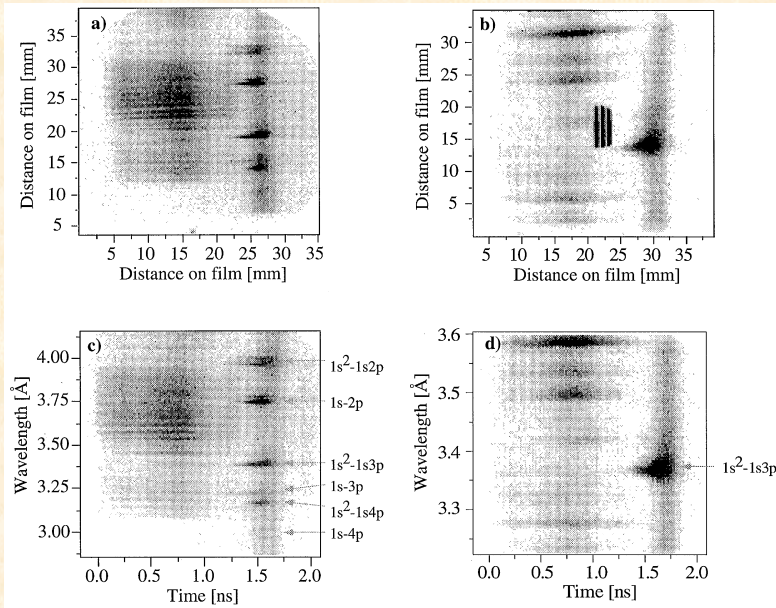 a)
35
30
25
20
15
10
5
Distance on film [mm]
5 10 15 20 25 30 35
Distance on film [mm]
b)
30
25
20
15
10
5
Distance on film [mm]
5 10 15 20 25 30 35
Distance on film [mm]
c)
4.00
3.75
3.50
3.25
3.00
Wavelength [Å]
0.0 0.5 1.0 1.5 2.0
Time [ns]
1s²-1s2p
1s-2p
1s²-1s3p
1s-3p
1s²-1s4p
1s-4p
d)
3.6
3.5
3.4
3.3
Wavelength [Å]
0.0 0.5 1.0 1.5 2.0
Time [ns]
1s²-1s3p